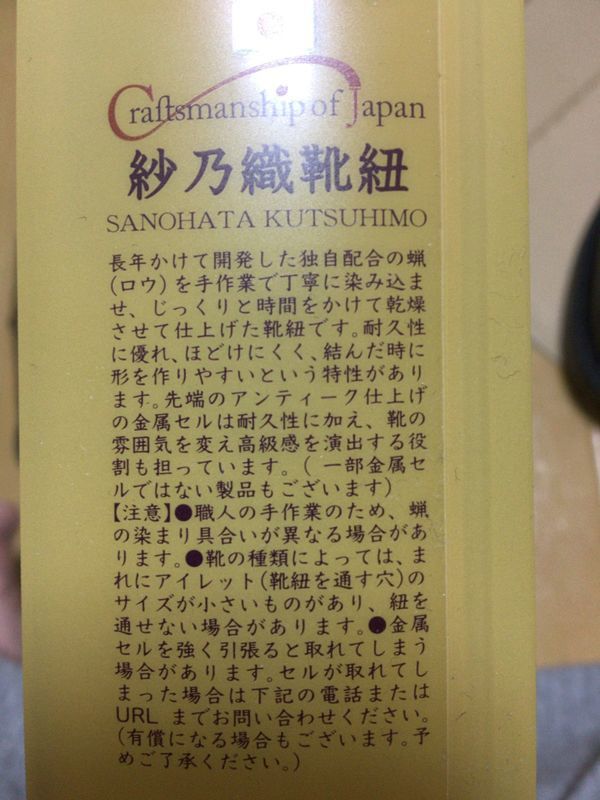 Craftsmanship of Japan
紗乃織靴紐
SANOHATA KUTSUHIMO
長年かけて開発した独自配合の蝋
(ロウ)を手作業で丁寧に染み込ま
せ、じっくりと時間をかけて乾燥
させて仕上げた靴紐です。耐久性
に優れ、ほどけにくく、結んだ時に
形を作りやすいという特性があり
ます。先端のアンティーク仕上げ
の金属セルは耐久性に加え、靴の
雰囲気を変え高級感を演出する役
割も担っています。(一部金属セ
ルではない製品もございます)
【注意】●職人の手作業のため、蝋
の染まり具合いが異なる場合があ
ります。●靴の種類によっては、ま
れにアイレット(靴紐を通す穴)の
サイズが小さいものがあり、紐を
通せない場合があります。●金属
セルを強く引張ると取れてしまう
場合があります。セルが取れてし
まった場合は下記の電話または
URL までお問い合わせください。
(有償になる場合もございます。予
めご了承ください。)